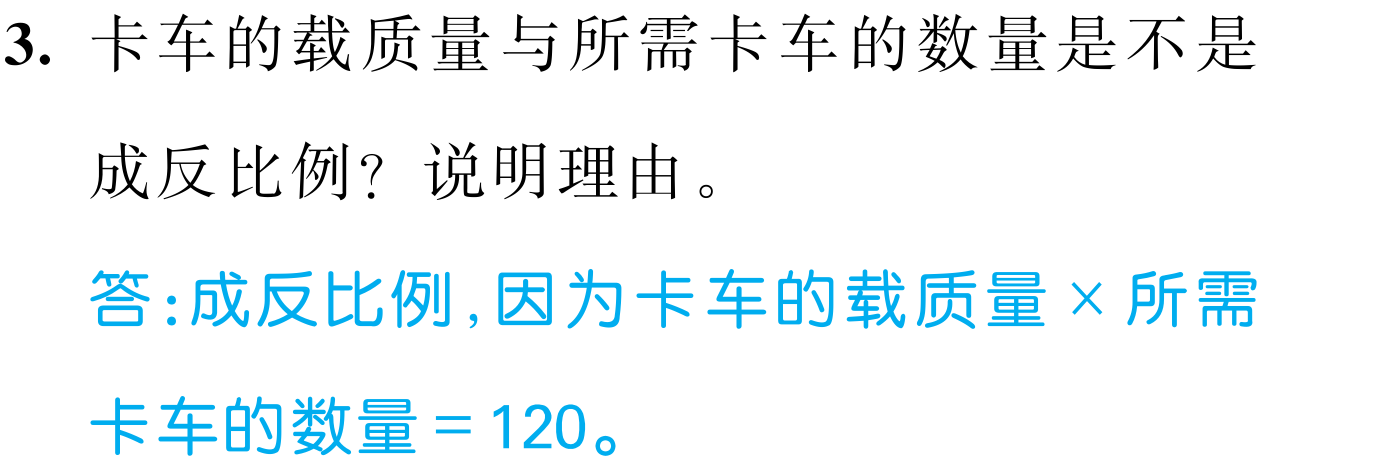 3. 卡车的载质量与所需卡车的数量是不是
成反比例？说明理由。
答:成反比例,因为卡车的载质量×所需
卡车的数量=120。